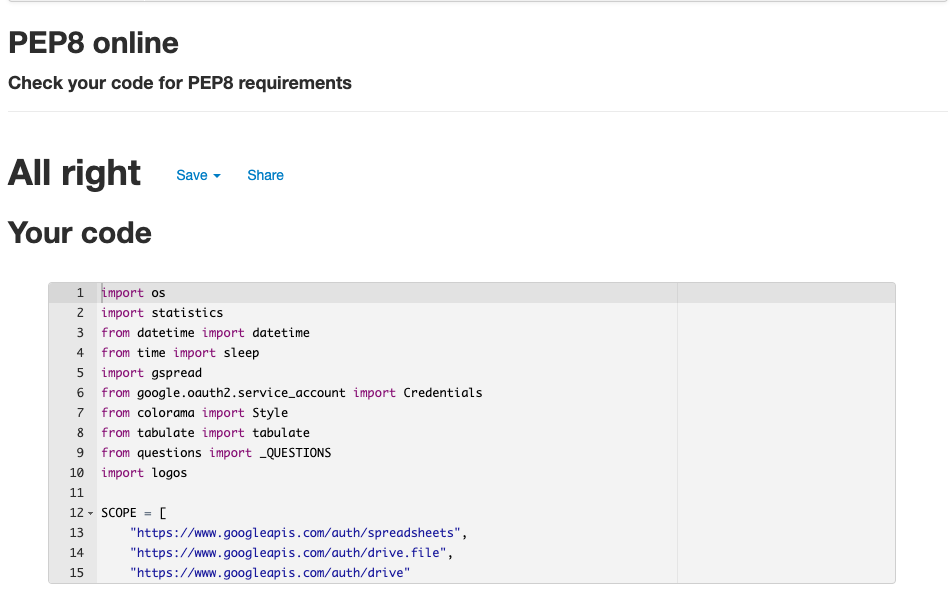 PEP8 online
Check your code for PEP8 requirements
All right Save Share
Your code
1 import os
2 import statistics
3 from datetime import datetime
4 from time import sleep
5 import gspread
6 from google.oauth2.service_account import Credentials
7 from colorama import Style
8 from tabulate import tabulate
9 from questions import _QUESTIONS
10 import logos
11
12 SCOPE = [
13     "https://www.googleapis.com/auth/spreadsheets",
14     "https://www.googleapis.com/auth/drive.file",
15     "https://www.googleapis.com/auth/drive"